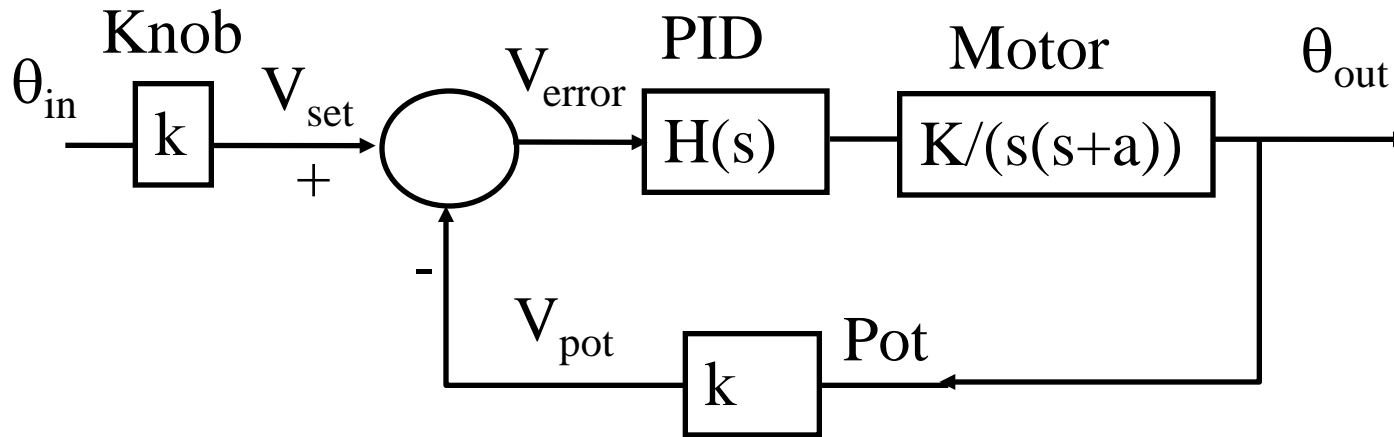 Knob
PID
Motor
θin
k
Vset
+
Verror
H(s)
K/(s(s+a))
θout
-
Vpot
k
Pot